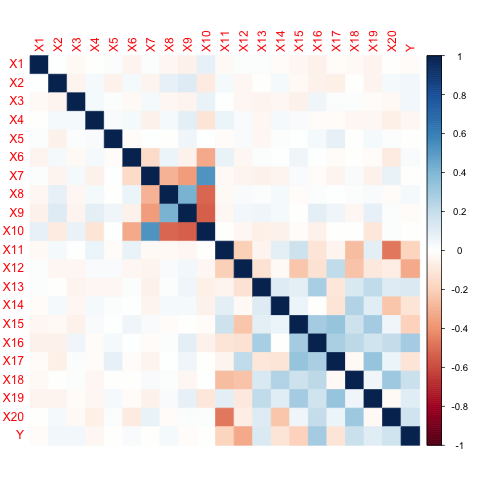 X1 X2 X3 X4 X5 X6 X7 X8 X9 X10 X11 X12 X13 X14 X15 X16 X17 X18 X19 X20 Y
X1
X2
X3
X4
X5
X6
X7
X8
X9
X10
X11
X12
X13
X14
X15
X16
X17
X18
X19
X20
Y
1
0.8
0.6
0.4
0.2
0
-0.2
-0.4
-0.6
-0.8
-1